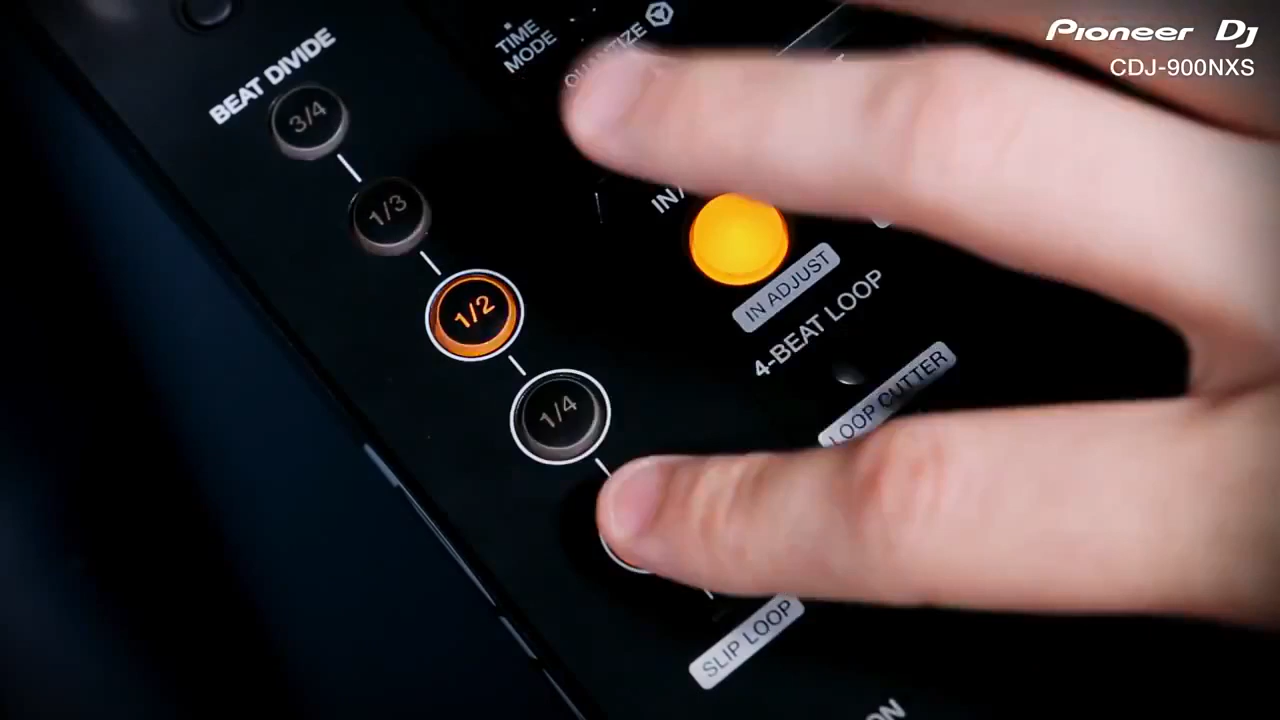 Pioneer Dj
CDJ-900NXS
BEAT DIVIDE
TIME
MODE
QUANTIZE
3/4
1/3
1/2
1/4
IN/
IN ADJUST
4-BEAT LOOP
LOOP CUTTER
SLIP LOOP